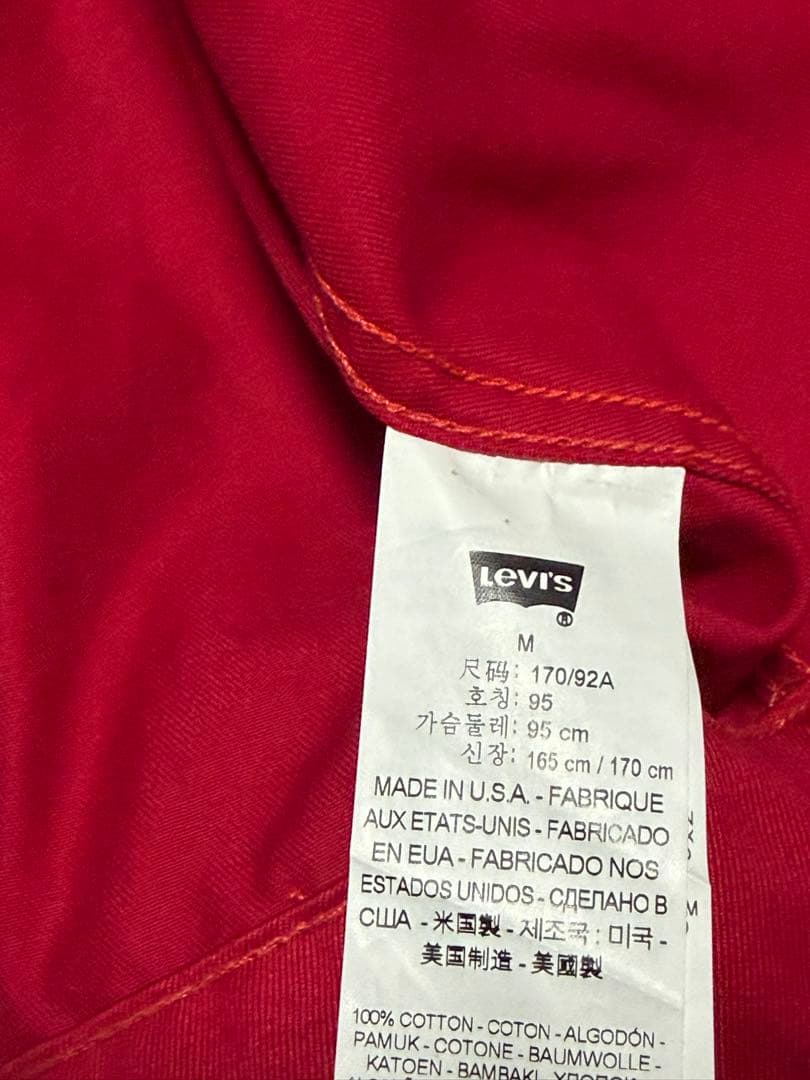 LEVI'S
®
M
尺码: 170/92A
호칭: 95
가슴둘레: 95 cm
신장: 165 cm / 170 cm
MADE IN U.S.A. - FABRIQUE
AUX ETATS-UNIS - FABRICADO
EN EUA - FABRICADO NOS
ESTADOS UNIDOS - СДЕЛАНО В
США - 米国製 - 제조국 : 미국 -
美国制造 - 美國製
100% COTTON - COTON - ALGODÓN -
PAMUK - COTONE - BAUMWOLLE -
KATOEN - BAMBAKI - ХЛОПОК